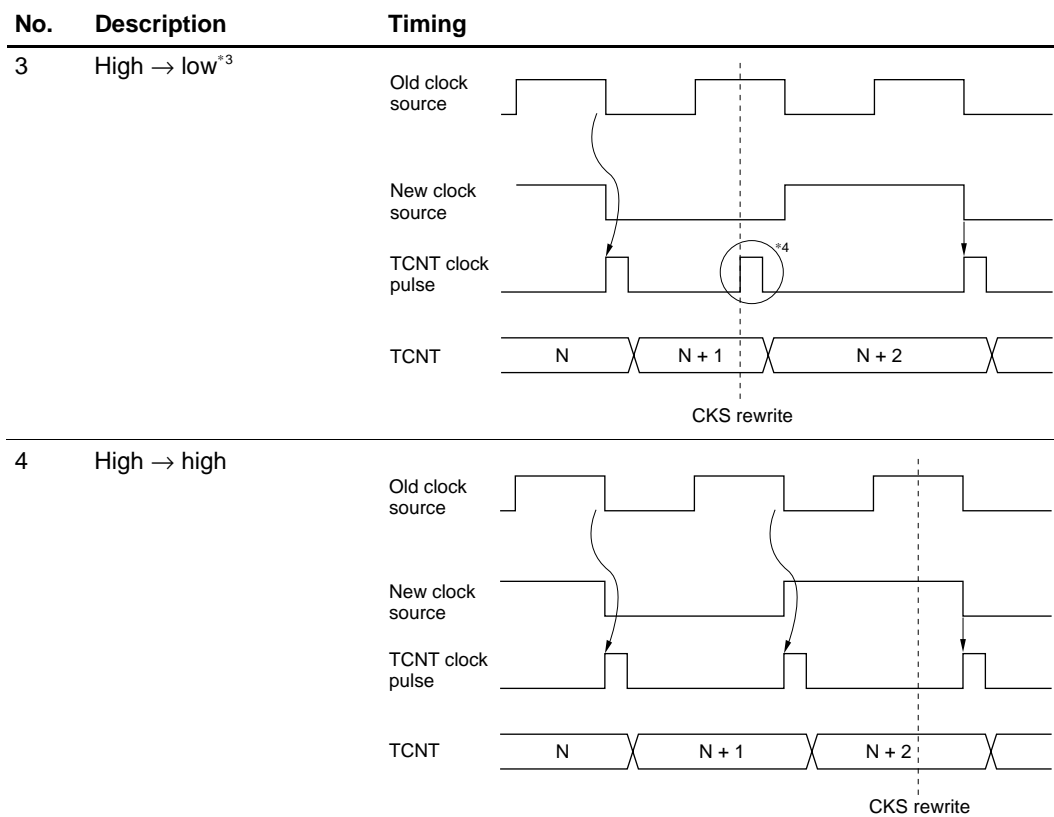 No. Description Timing
3 High → low*3
Old clock
source
New clock
source
*4
TCNT clock
pulse
TCNT N N + 1 N + 2
CKS rewrite
4 High → high
Old clock
source
New clock
source
TCNT clock
pulse
TCNT N N + 1 N + 2
CKS rewrite